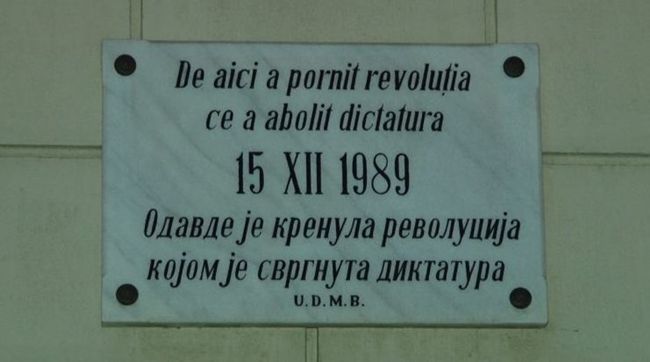 De aici a pornit revoluția
ce a abolit dictatura
15 XII 1989
Одавде је кренула револуција
којом је свргнута диктатура
U.D.M.B.